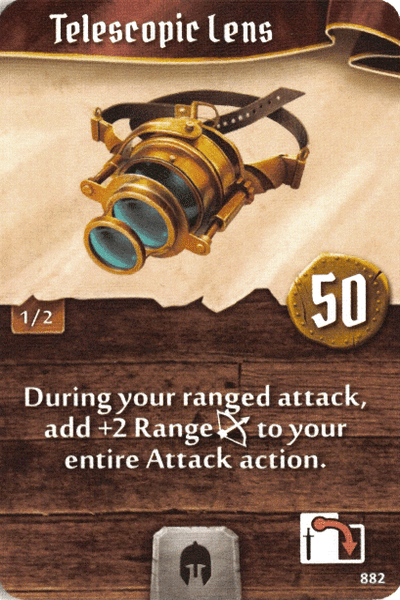 Telescopic Lens
50
1/2
During your ranged attack,
add +2 Range to your
entire Attack action.
882